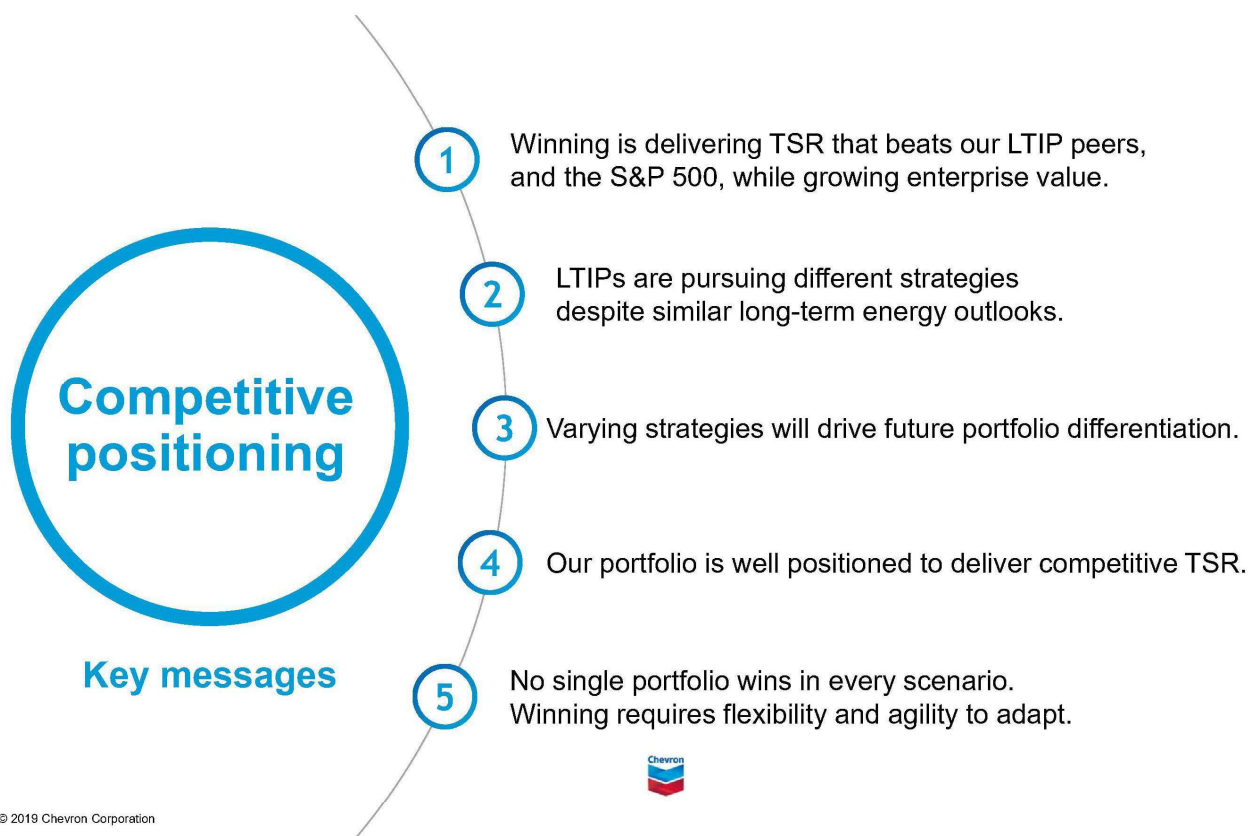 1
Winning is delivering TSR that beats our LTIP peers,
and the S&P 500, while growing enterprise value.
2
LTIPs are pursuing different strategies
despite similar long-term energy outlooks.
Competitive
positioning
3
Varying strategies will drive future portfolio differentiation.
4
Our portfolio is well positioned to deliver competitive TSR.
Key messages
5
No single portfolio wins in every scenario.
Winning requires flexibility and agility to adapt.
Chevron
© 2019 Chevron Corporation